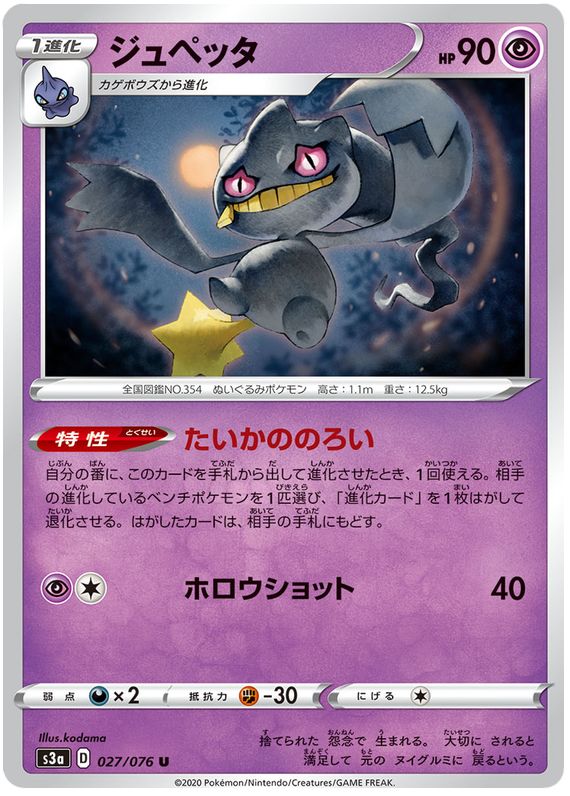 1進化 ジュペッタ HP90
カゲボウズから進化
全国図鑑NO.354 ぬいぐるみポケモン 高さ：1.1m 重さ：12.5kg
特性 とくせい たいかののろい
自分の番に、このカードを手札から出して進化させたとき、1回使える。相手
の進化しているベンチポケモンを1匹選び、「進化カード」を1枚はがして
退化させる。はがしたカードは、相手の手札にもどす。
ホロウショット 40
弱点 ×2 抵抗力 -30 にげる
Illus.kodama
捨てられた 怨念で 生まれる。大切に されると
満足して 元の ヌイグルミに 戻るという。
s3a D 027/076 U
©2020 Pokémon/Nintendo/Creatures/GAME FREAK.